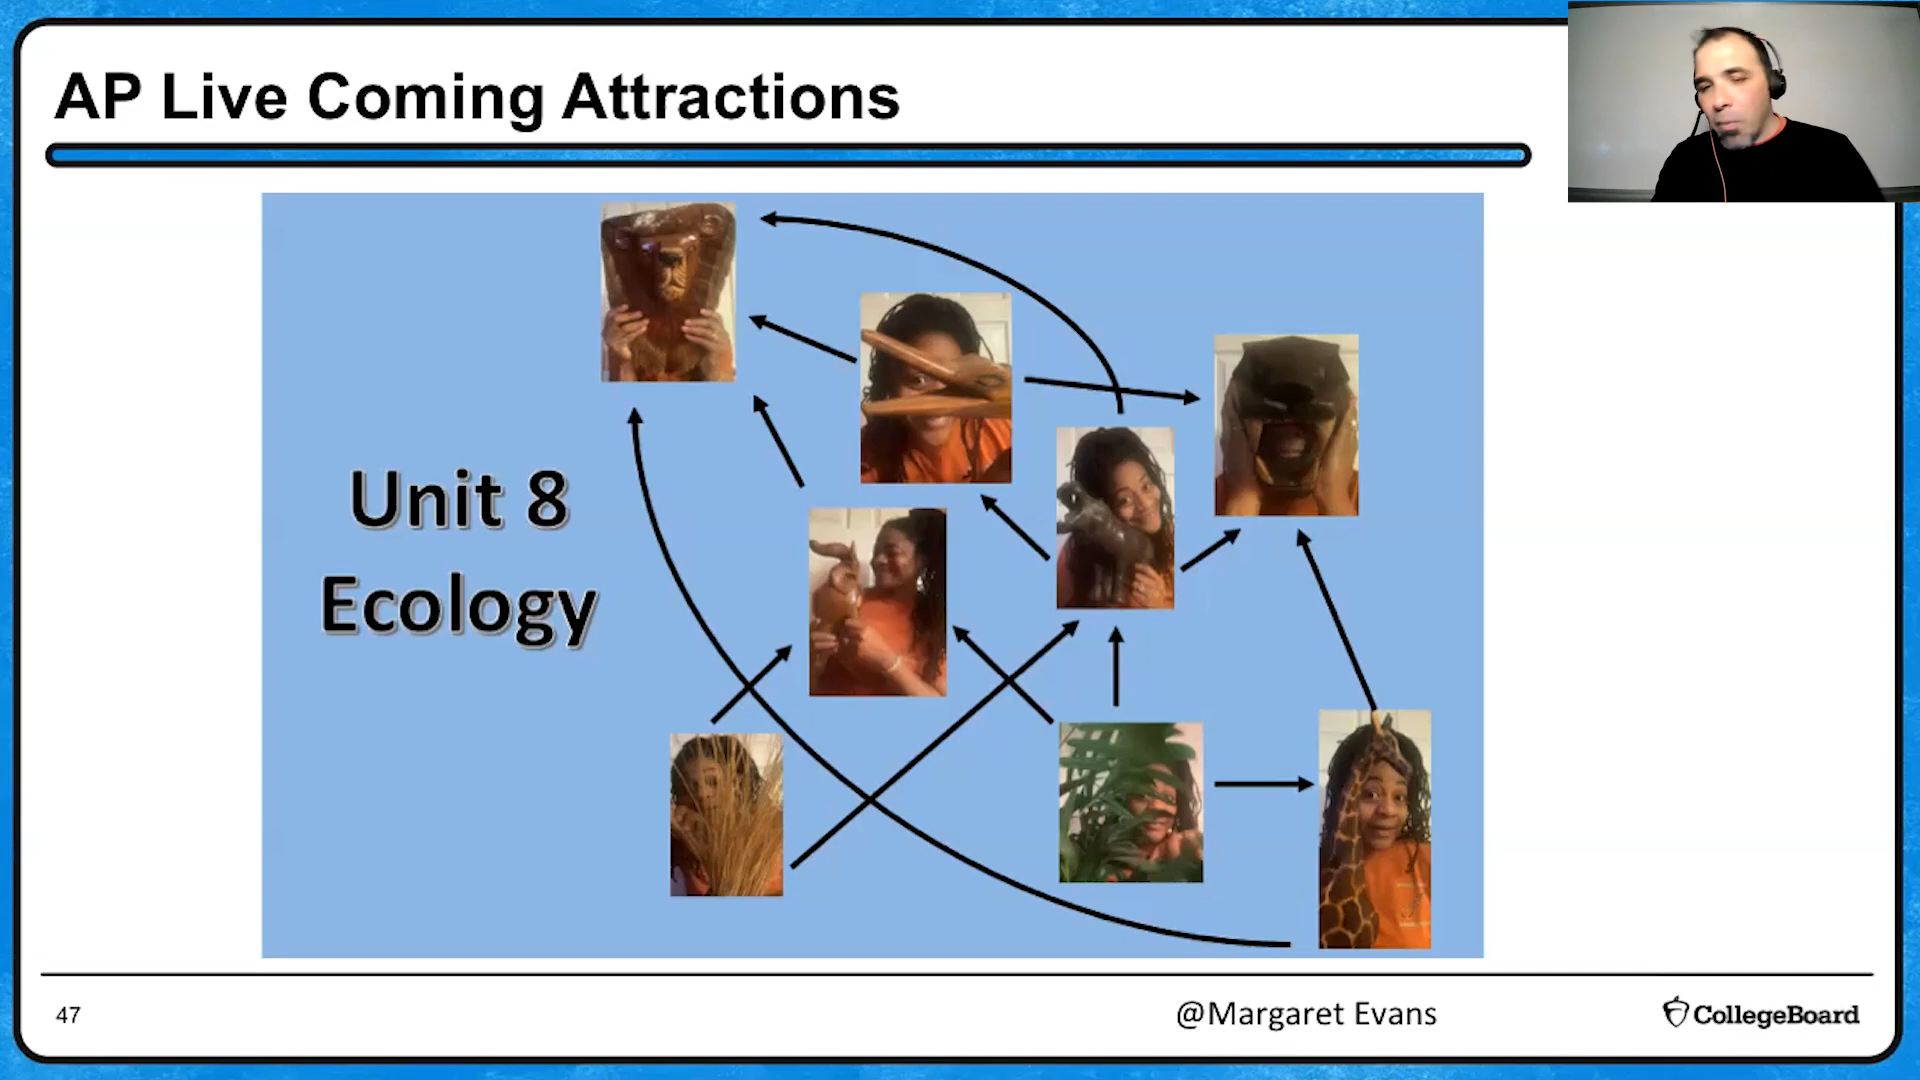 AP Live Coming Attractions
Unit 8
Ecology
47
@Margaret Evans
CollegeBoard